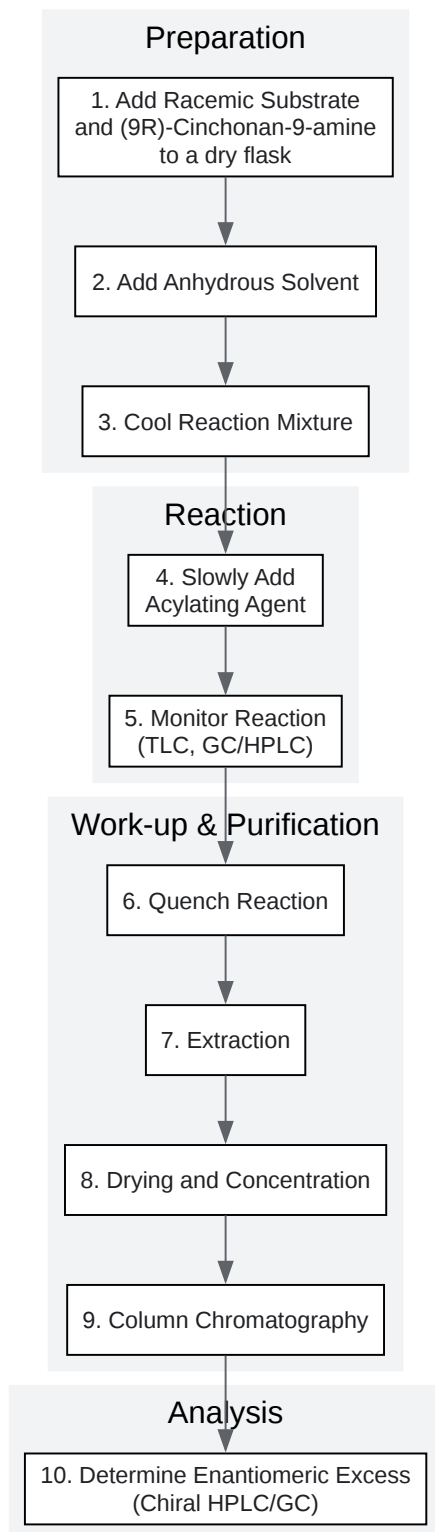 Preparation
1. Add Racemic Substrate
and (9R)-Cinchonan-9-amine
to a dry flask
2. Add Anhydrous Solvent
3. Cool Reaction Mixture
Reaction
4. Slowly Add
Acylating Agent
5. Monitor Reaction
(TLC, GC/HPLC)
Work-up & Purification
6. Quench Reaction
7. Extraction
8. Drying and Concentration
9. Column Chromatography
Analysis
10. Determine Enantiomeric Excess
(Chiral HPLC/GC)